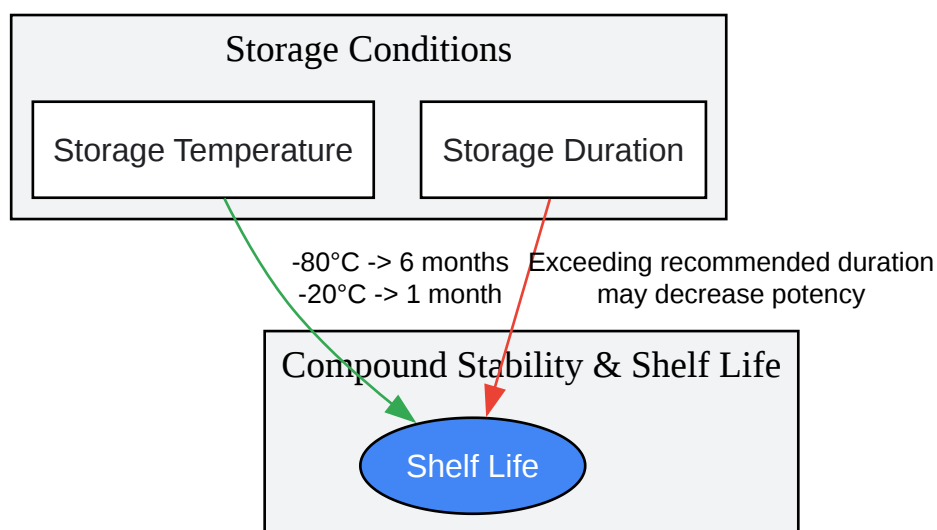 Storage Conditions
Storage Temperature
Storage Duration
-80°C -> 6 months
-20°C -> 1 month
Exceeding recommended duration
may decrease potency
Compound Stability & Shelf Life
Shelf Life